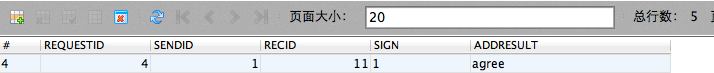 页面大小： 20 总行数： 5
# REQUESTID SENDID RECID SIGN ADDRESULT
4 4 1 11 1 agree